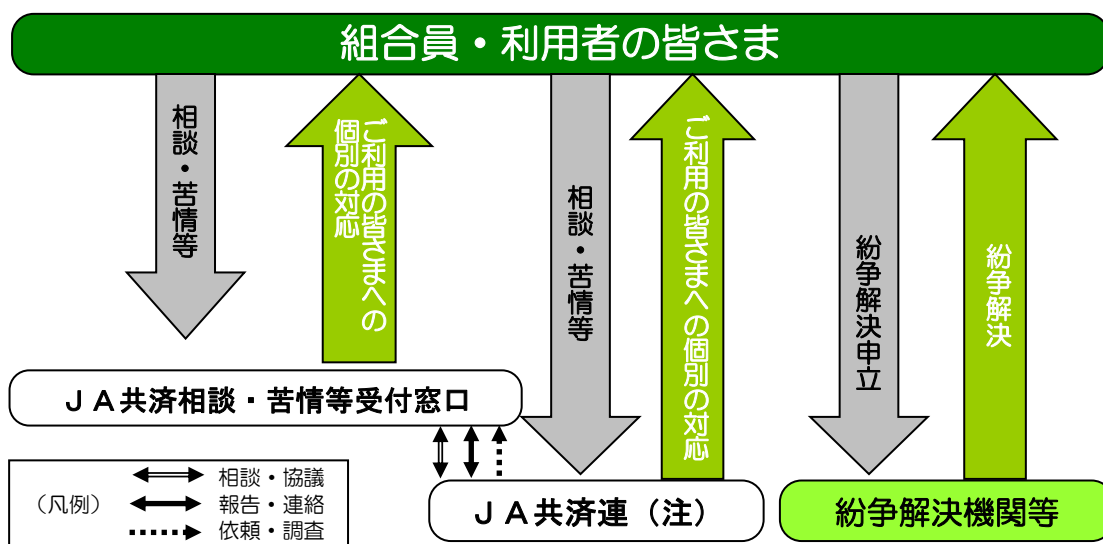 組合員・利用者の皆さま
相談・苦情等
ご利用の皆さまへの
個別の対応
相談・苦情等
ご利用の皆さまへの個別の対応
紛争解決申立
紛争解決
ＪＡ共済相談・苦情等受付窓口
（凡例）
相談・協議
報告・連絡
依頼・調査
ＪＡ共済連（注）
紛争解決機関等